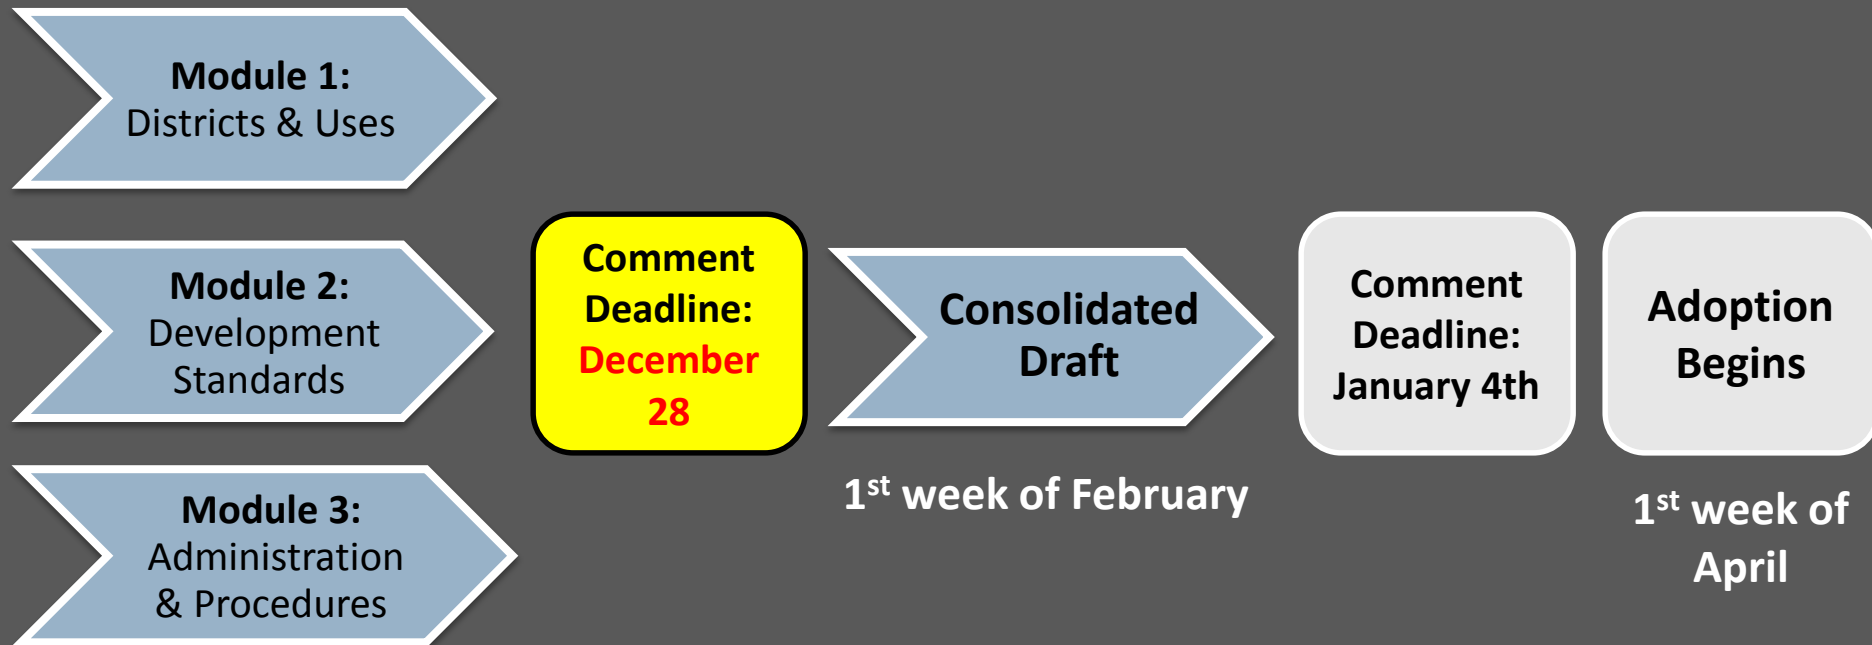 Module 1:
Districts & Uses
Module 2:
Development
Standards
Module 3:
Administration
& Procedures
Comment
Deadline:
December
28
Consolidated
Draft
1st week of February
Comment
Deadline:
January 4th
Adoption
Begins
1st week of
April